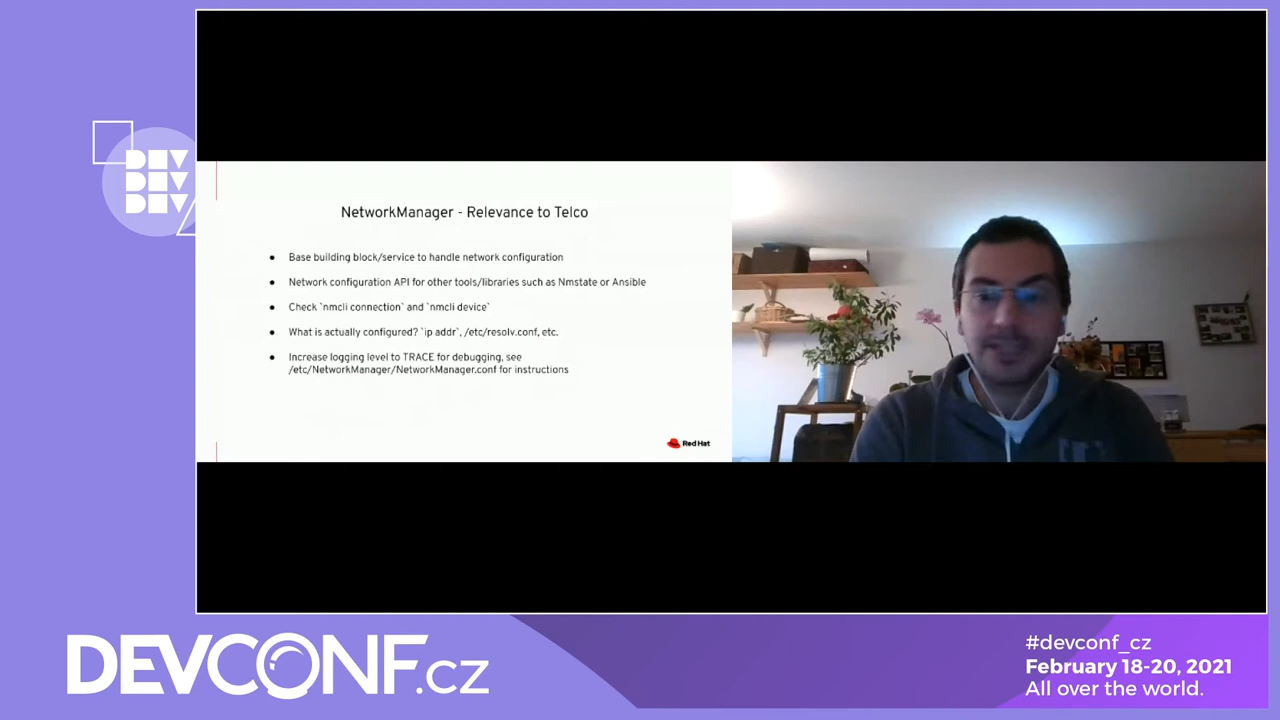 DEV
DEV
DEV
NetworkManager - Relevance to Telco
● Base building block/service to handle network configuration
● Network configuration API for other tools/libraries such as Nmstate or Ansible
● Check `nmcli connection` and `nmcli device`
● What is actually configured? `ip addr`, /etc/resolv.conf, etc.
● Increase logging level to TRACE for debugging, see
/etc/NetworkManager/NetworkManager.conf for instructions
Red Hat
DEVCONF.cz
#devconf_cz
February 18-20, 2021
All over the world.